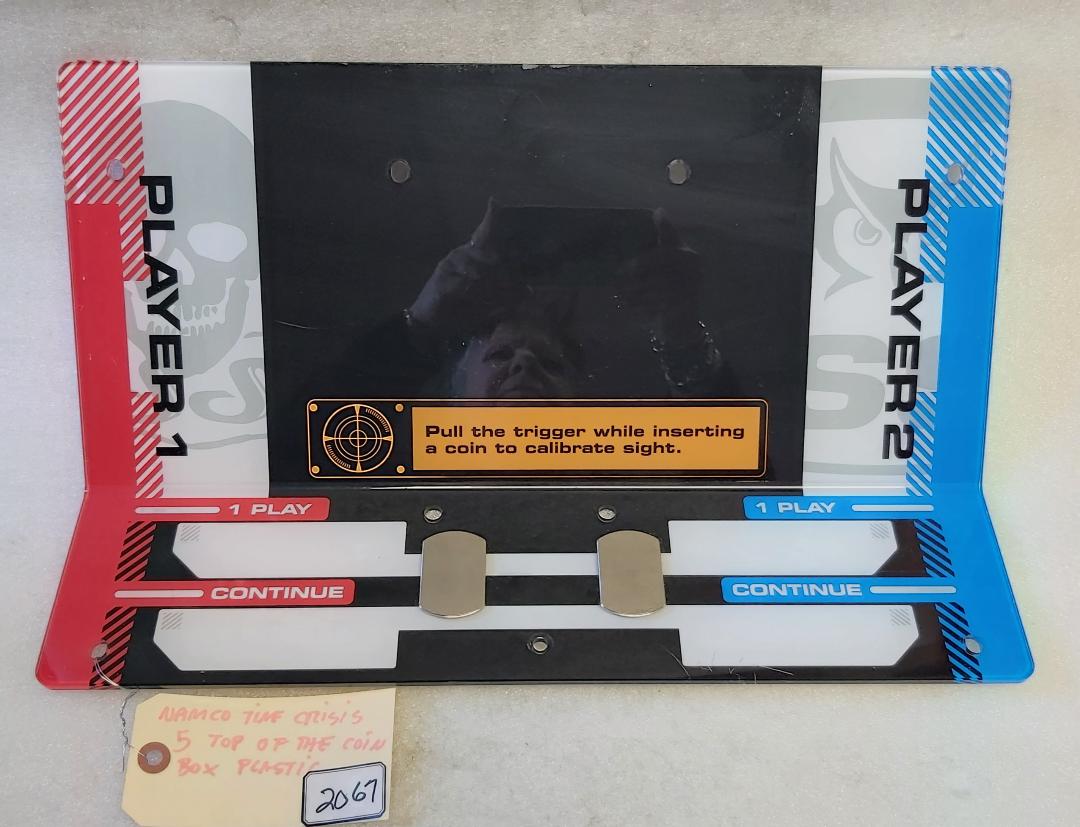 PLAYER 1
PLAYER 2
Pull the trigger while inserting
a coin to calibrate sight.
1 PLAY
1 PLAY
CONTINUE
CONTINUE
NAMCO TIME CRISIS
5 TOP OF THE COIN
BOX PLASTIC
2067